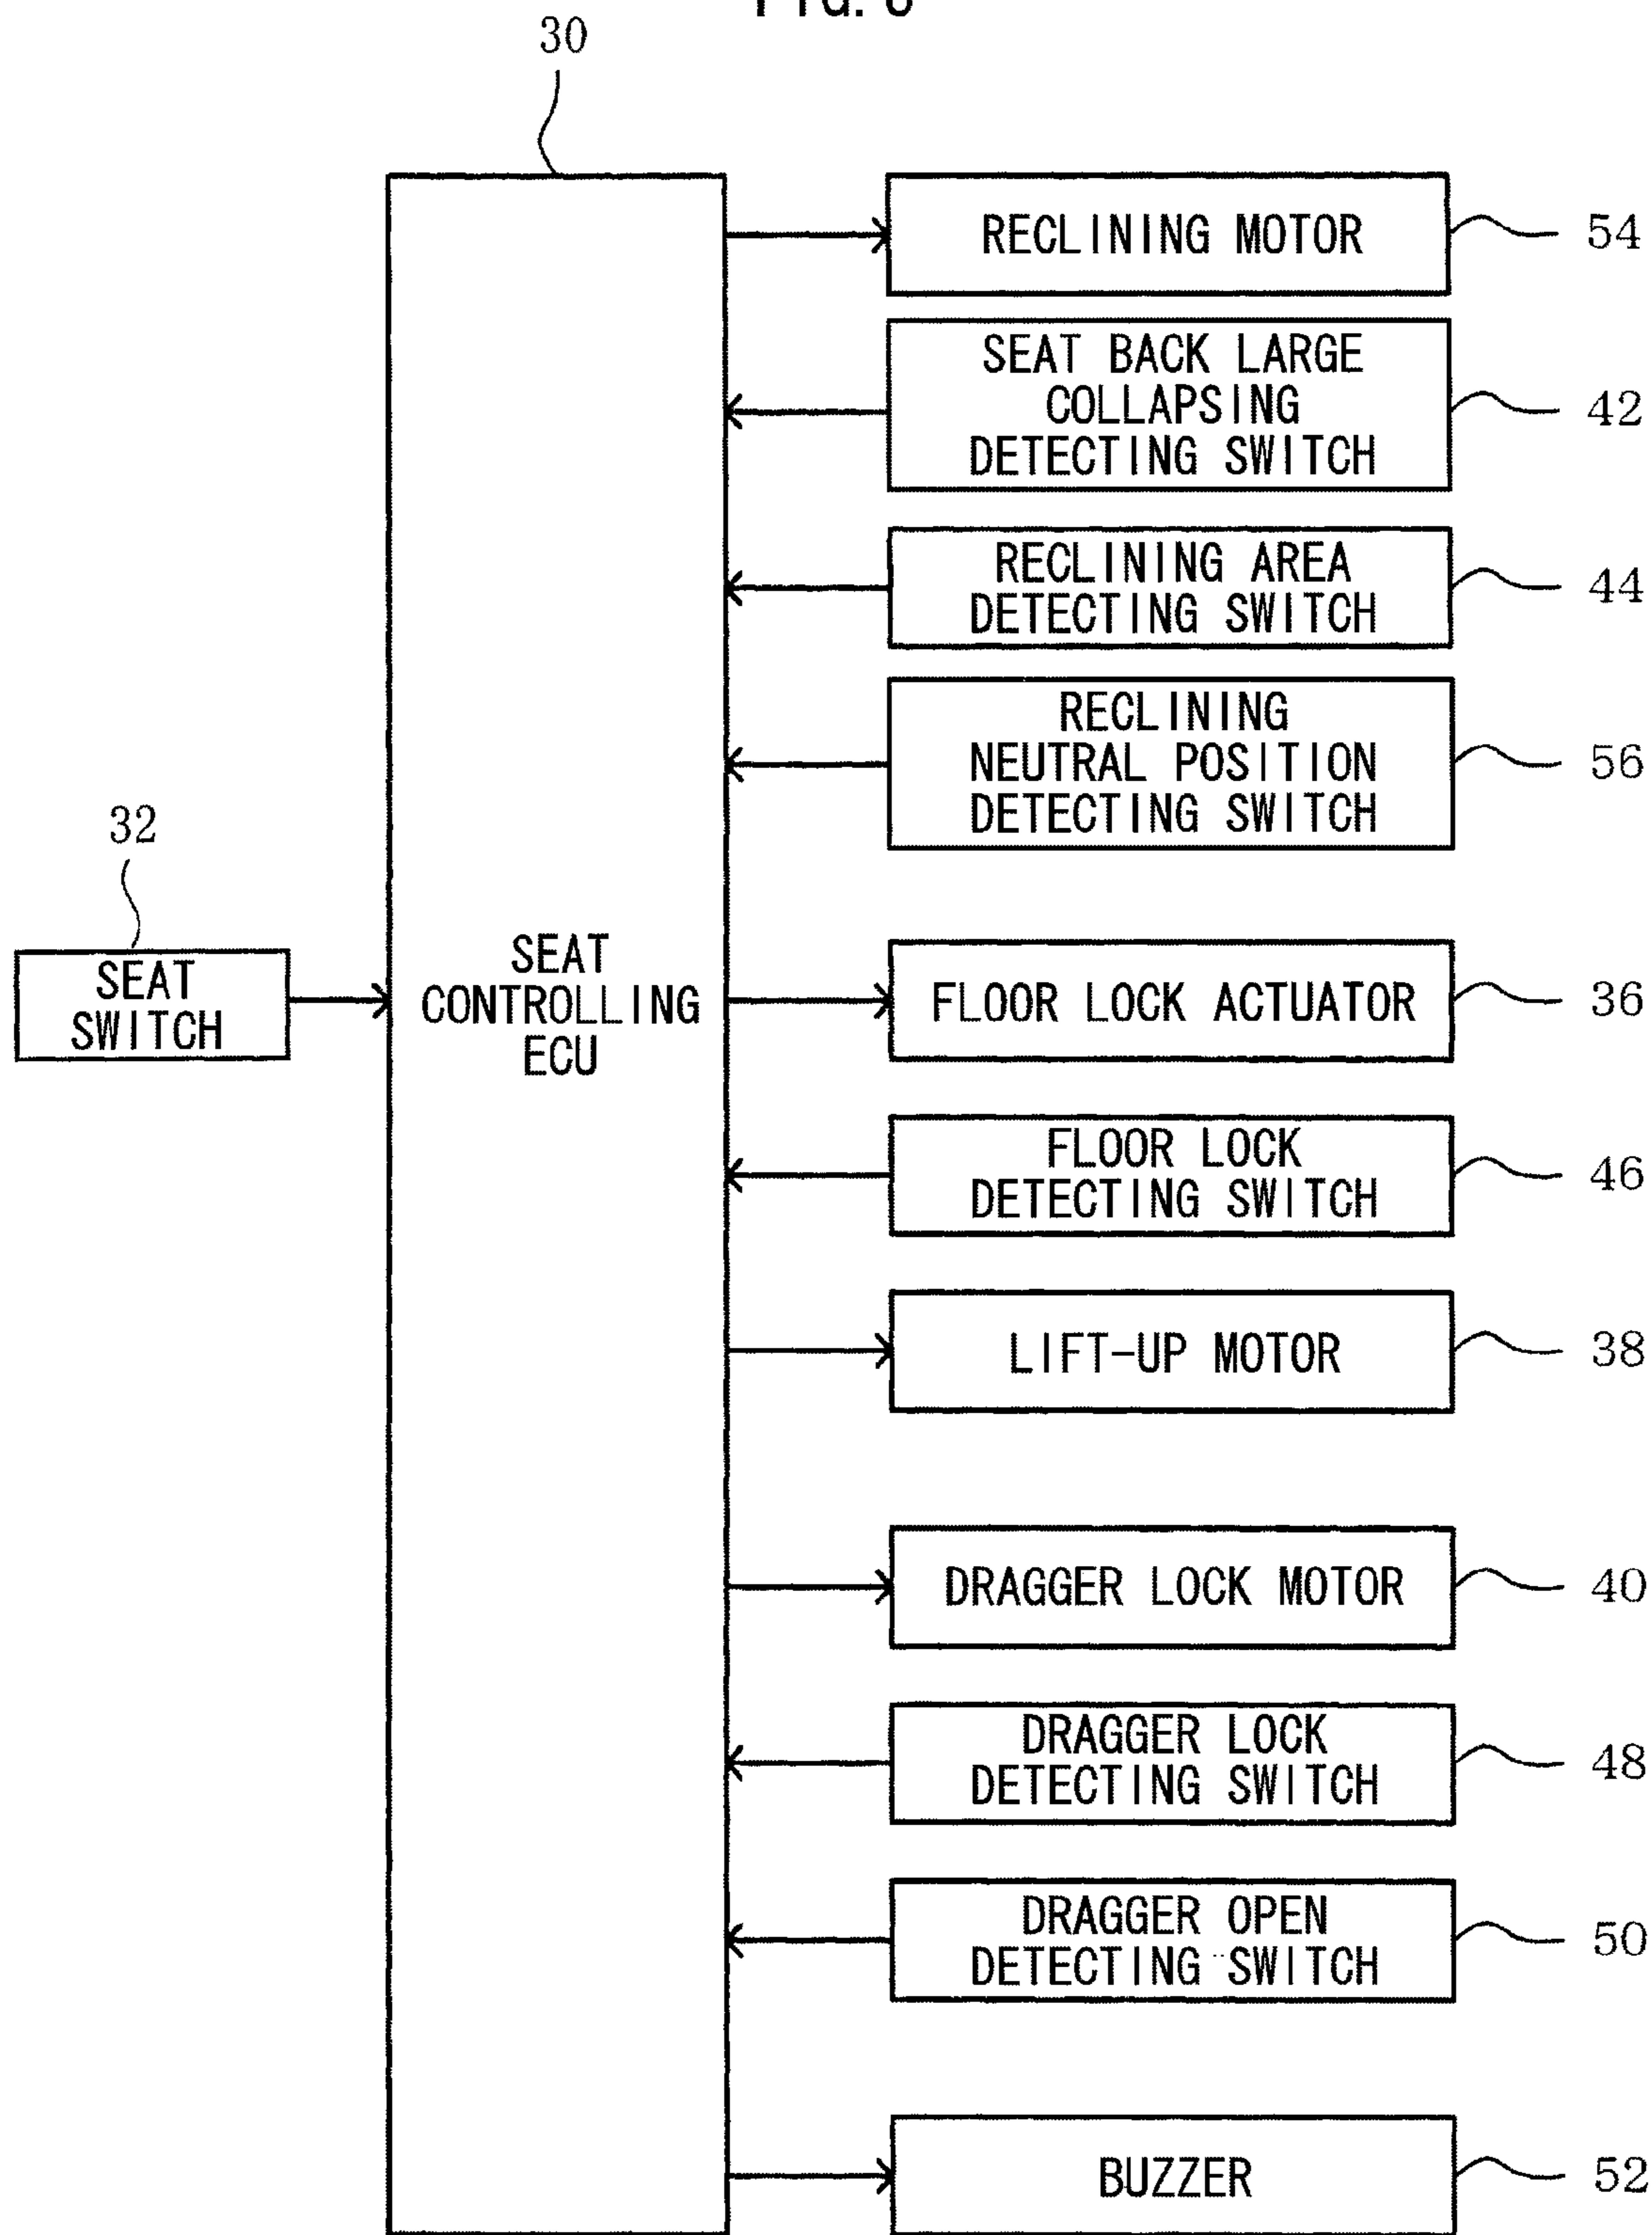 30
RECLINING MOTOR
54
SEAT BACK LARGE
COLLAPSING
DETECTING SWITCH
42
RECLINING AREA
DETECTING SWITCH
44
RECLINING
NEUTRAL POSITION
DETECTING SWITCH
56
32
SEAT
SWITCH
SEAT
CONTROLLING
ECU
FLOOR LOCK ACTUATOR
36
FLOOR LOCK
DETECTING SWITCH
46
LIFT-UP MOTOR
38
DRAGGER LOCK MOTOR
40
DRAGGER LOCK
DETECTING SWITCH
48
DRAGGER OPEN
DETECTING SWITCH
50
BUZZER
52